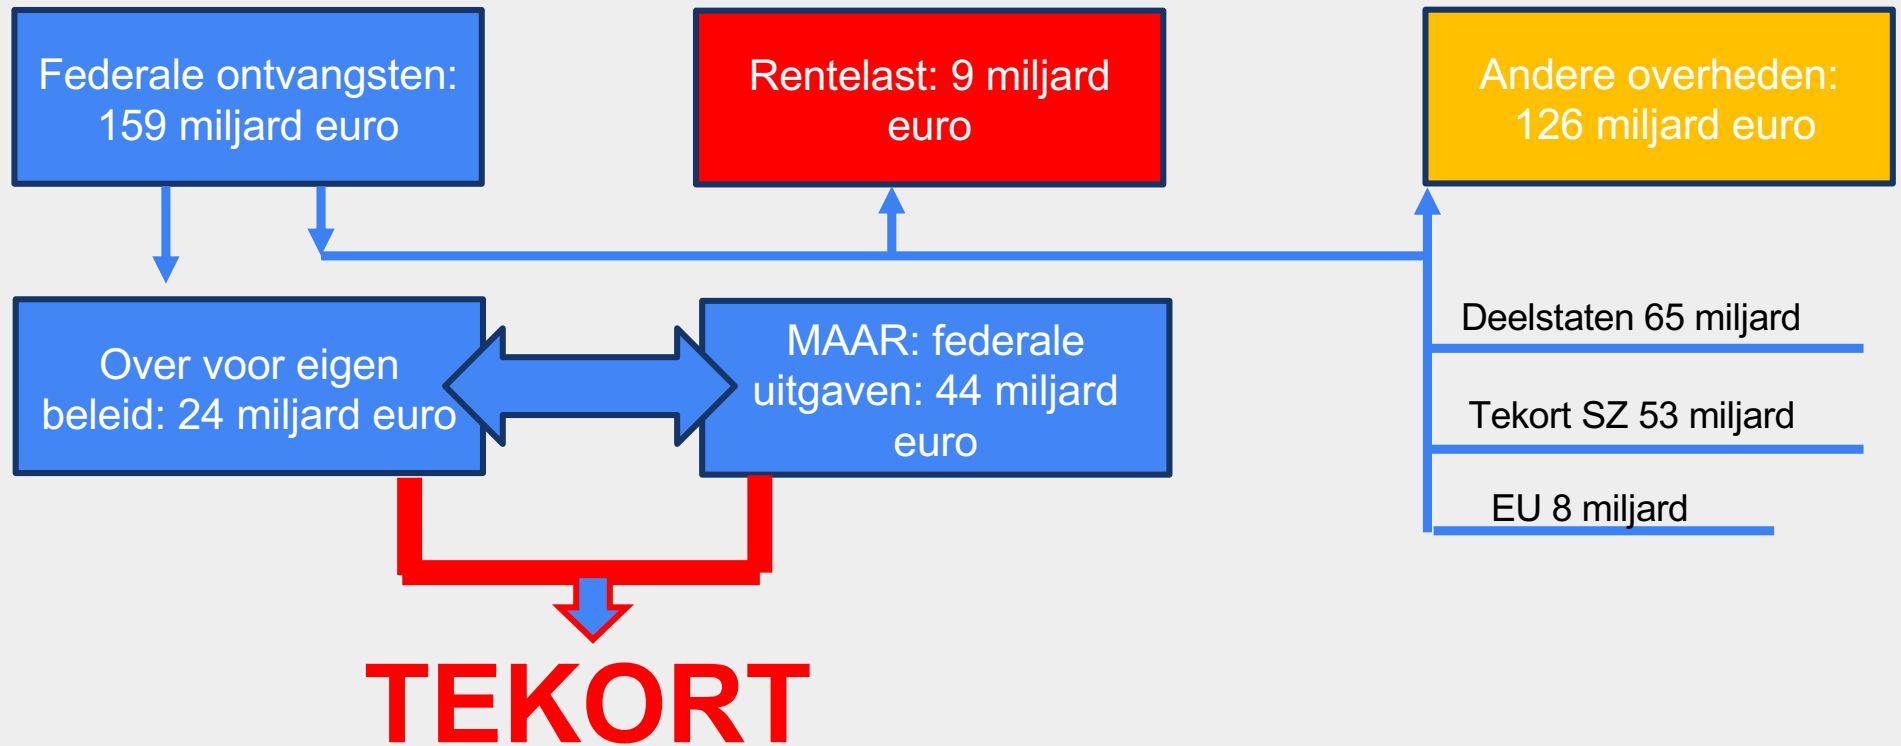 Federale ontvangsten:
159 miljard euro
Rentelast: 9 miljard
euro
Andere overheden:
126 miljard euro
Over voor eigen
beleid: 24 miljard euro
MAAR: federale
uitgaven: 44 miljard
euro
Deelstaten 65 miljard
Tekort SZ 53 miljard
EU 8 miljard
TEKORT